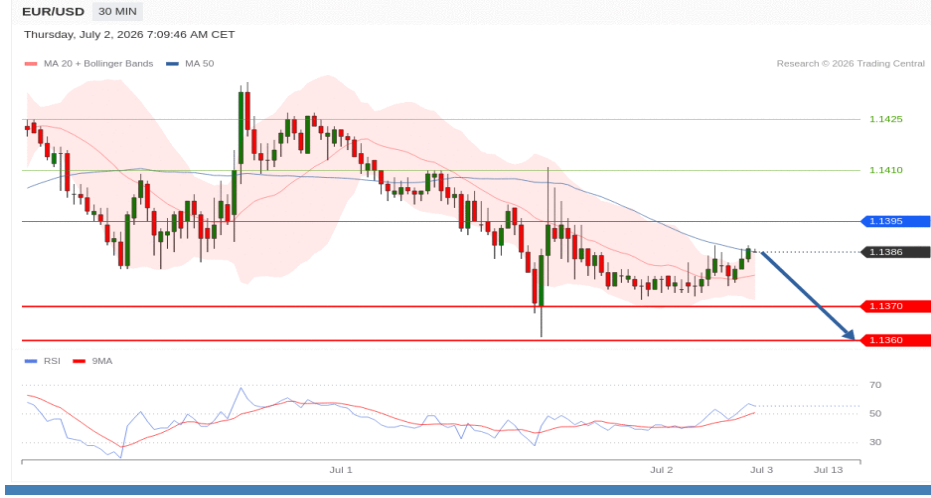 EUR/USD 30 MIN
Thursday, July 2, 2026 7:09:46 AM CET
MA 20 + Bollinger Bands MA 50 Research © 2026 Trading Central
1.1425
1.1410
1.1395
1.1386
1.1370
1.1360
RSI 9MA
70
50
30
Jul 1 Jul 2 Jul 3 Jul 13